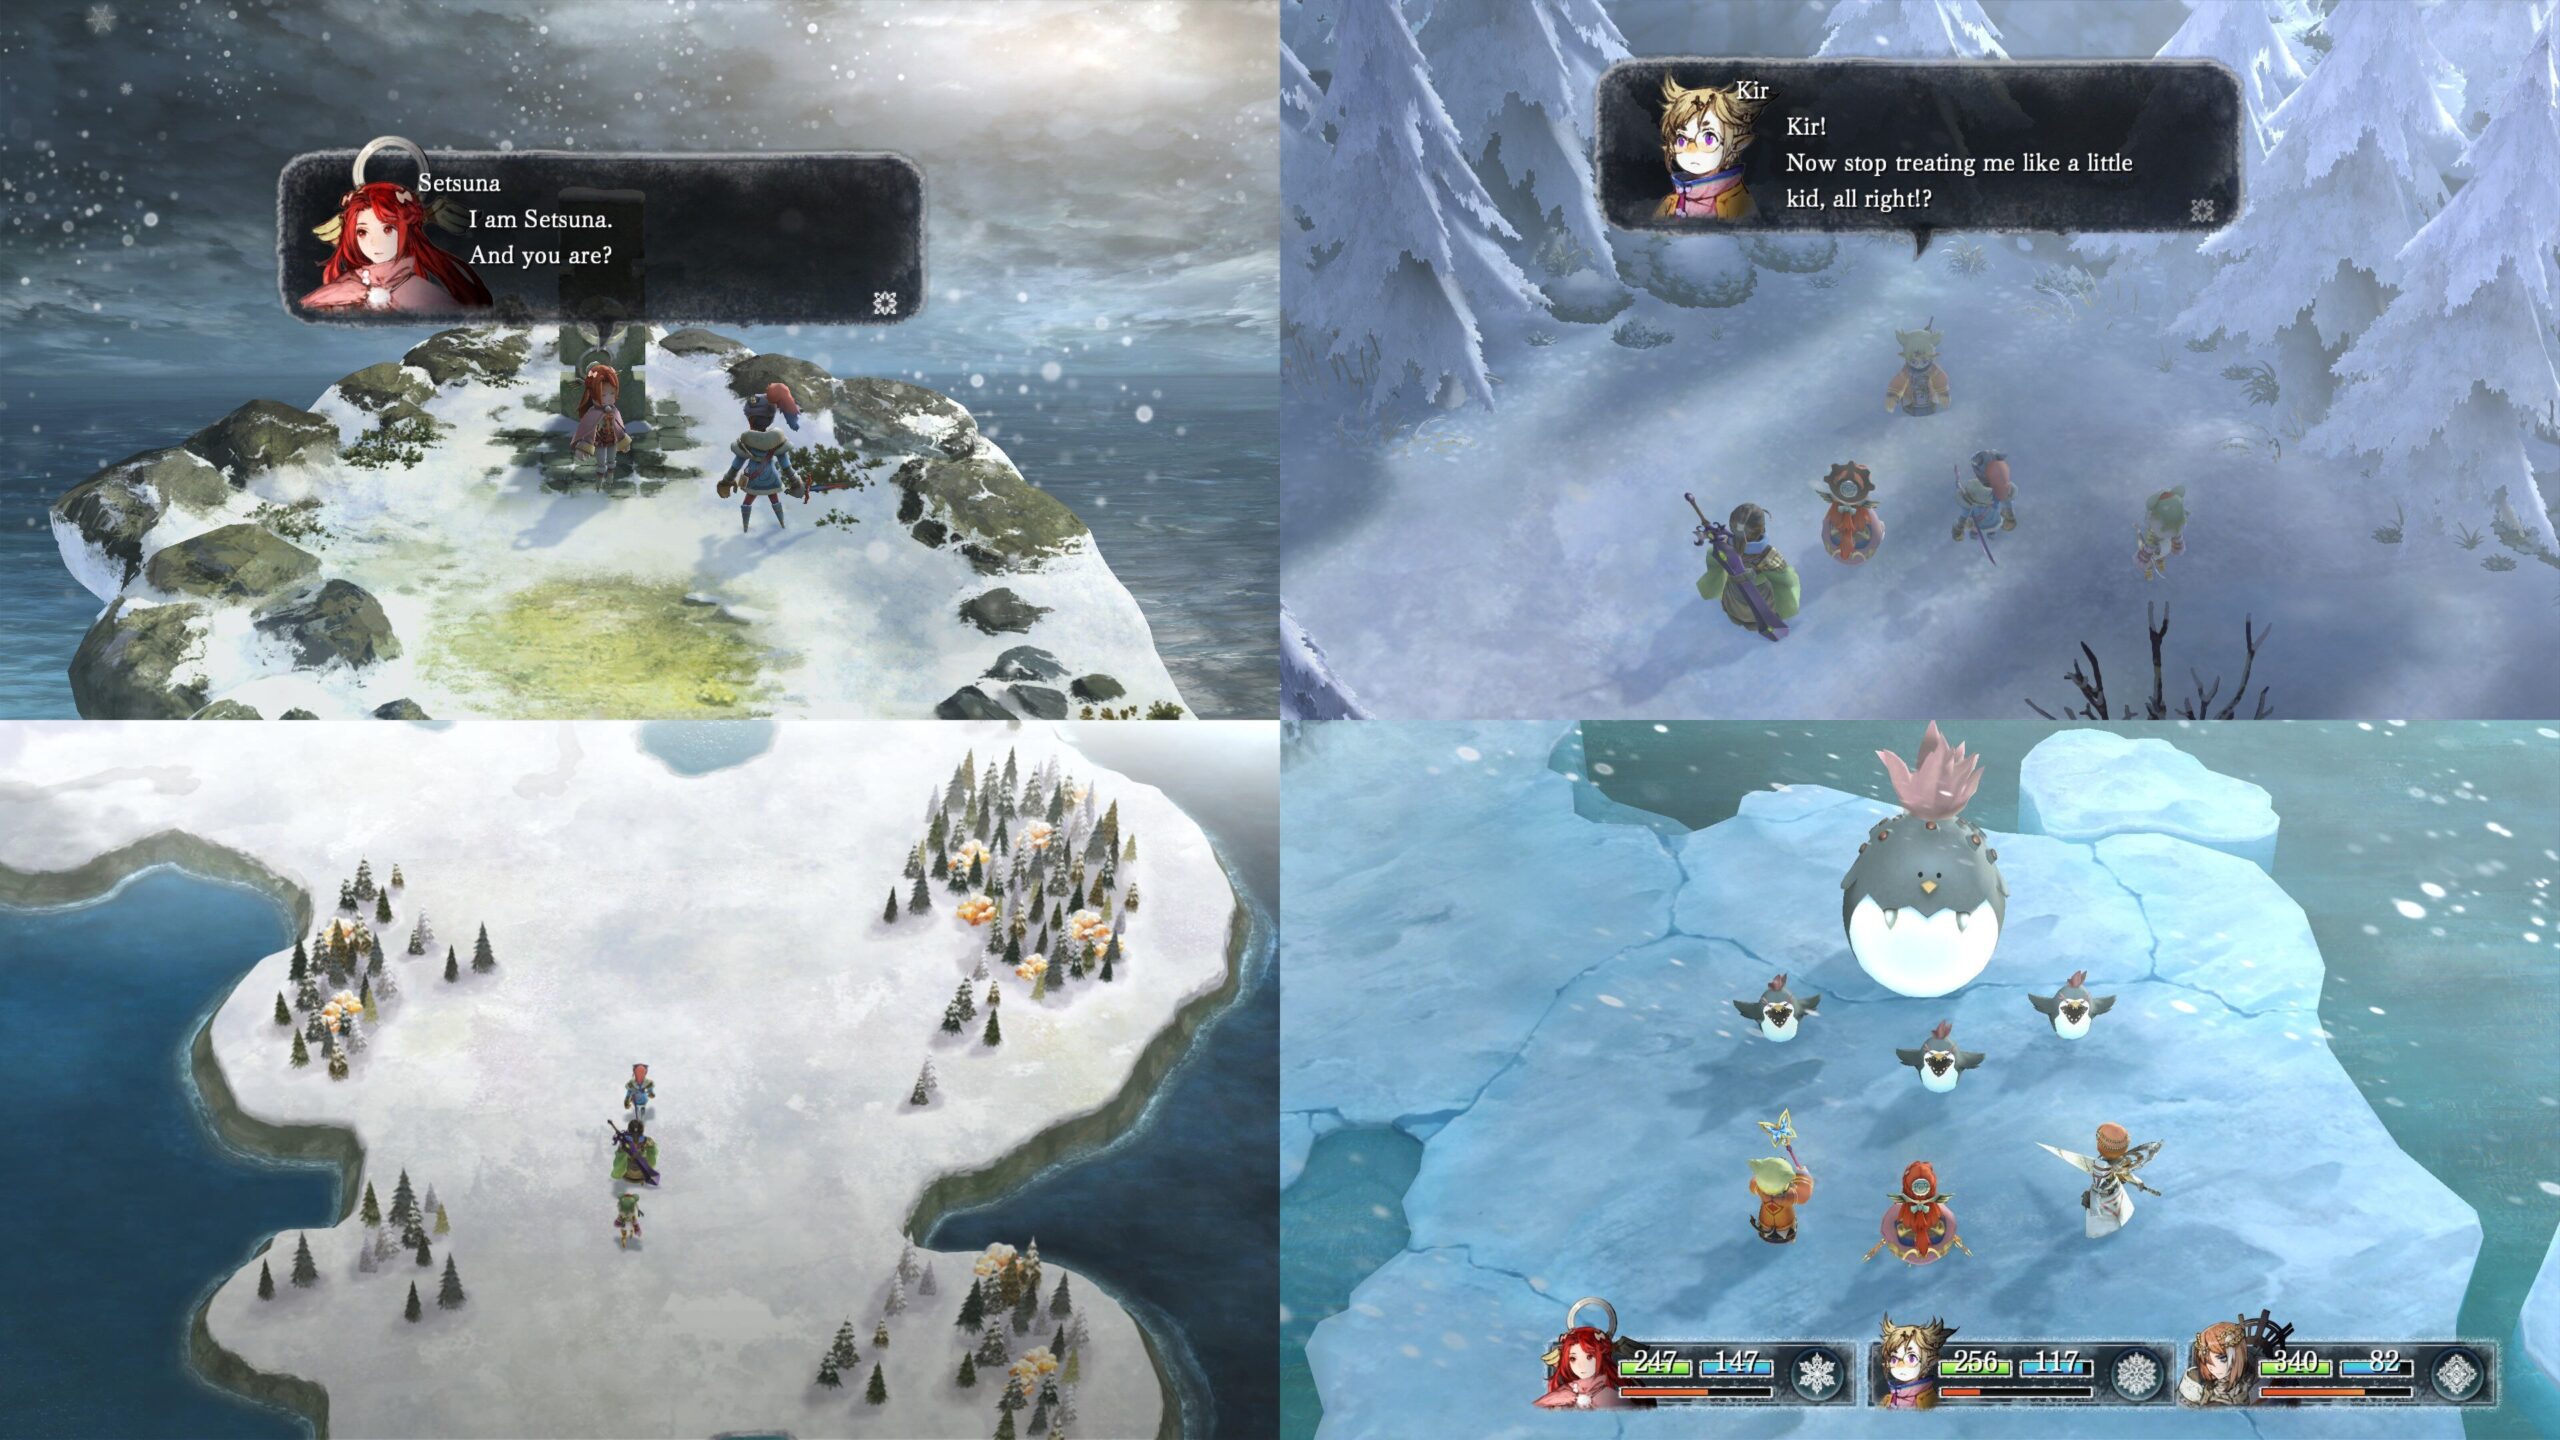 Setsuna
I am Setsuna.
And you are?
Kir
Kir!
Now stop treating me like a little
kid, all right!?
247 147 256 117 340 82